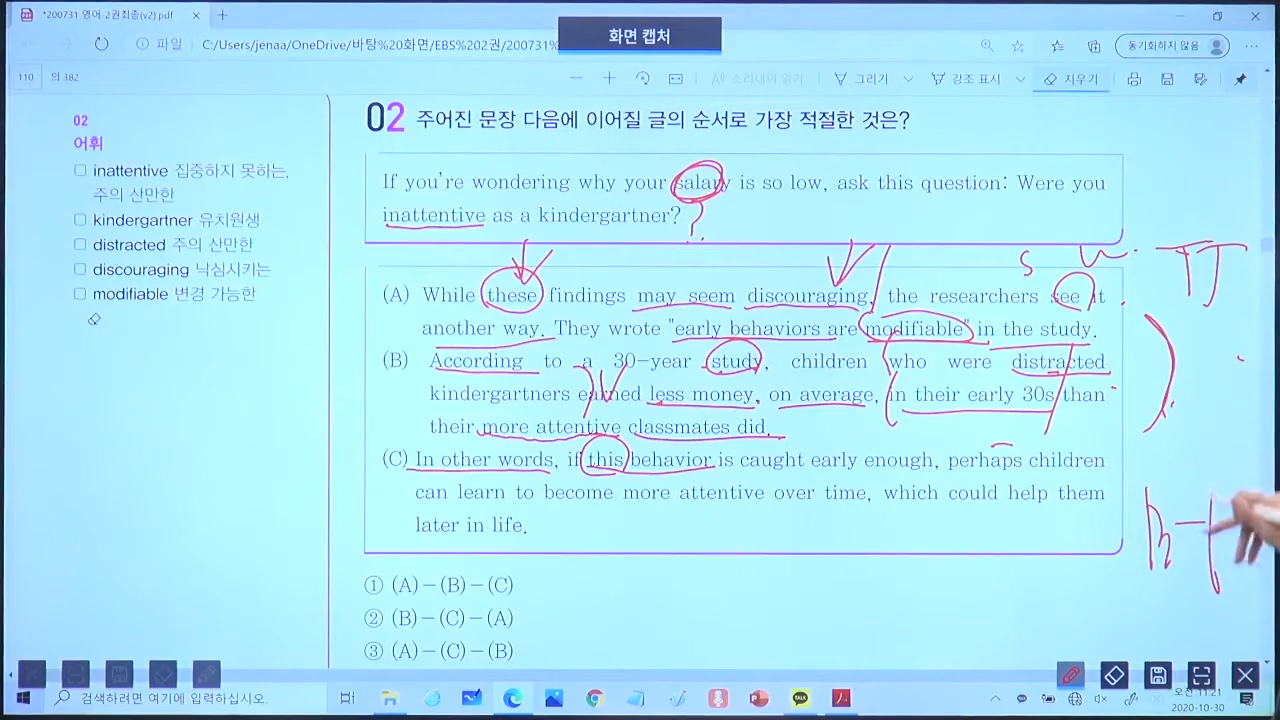 *200731 영어-2권최종(v2).pdf
화면 캡처
파일
C:/Users/jenaa/OneDrive/바탕%20화면/EBS%202권/200731%
동기화하지 않음
110 의 382
소리내어 읽기
그리기
강조 표시
지우기
02
어휘
inattentive 집중하지 못하는,
주의 산만한
kindergartner 유치원생
distracted 주의 산만한
discouraging 낙심시키는
modifiable 변경 가능한
02 주어진 문장 다음에 이어질 글의 순서로 가장 적절한 것은?
If you're wondering why your salary is so low, ask this question: Were you
inattentive as a kindergartner?
(A) While these findings may seem discouraging, the researchers see it
another way. They wrote "early behaviors are modifiable" in the study.
(B) According to a 30-year study, children who were distracted
kindergartners earned less money, on average, in their early 30s than
their more attentive classmates did.
(C) In other words, if this behavior is caught early enough, perhaps children
can learn to become more attentive over time, which could help them
later in life.
① (A)-(B)-(C)
② (B)-(C)-(A)
③ (A)-(C)-(B)
검색하려면 여기에 입력하십시오.
오전 11:21
2020-10-30